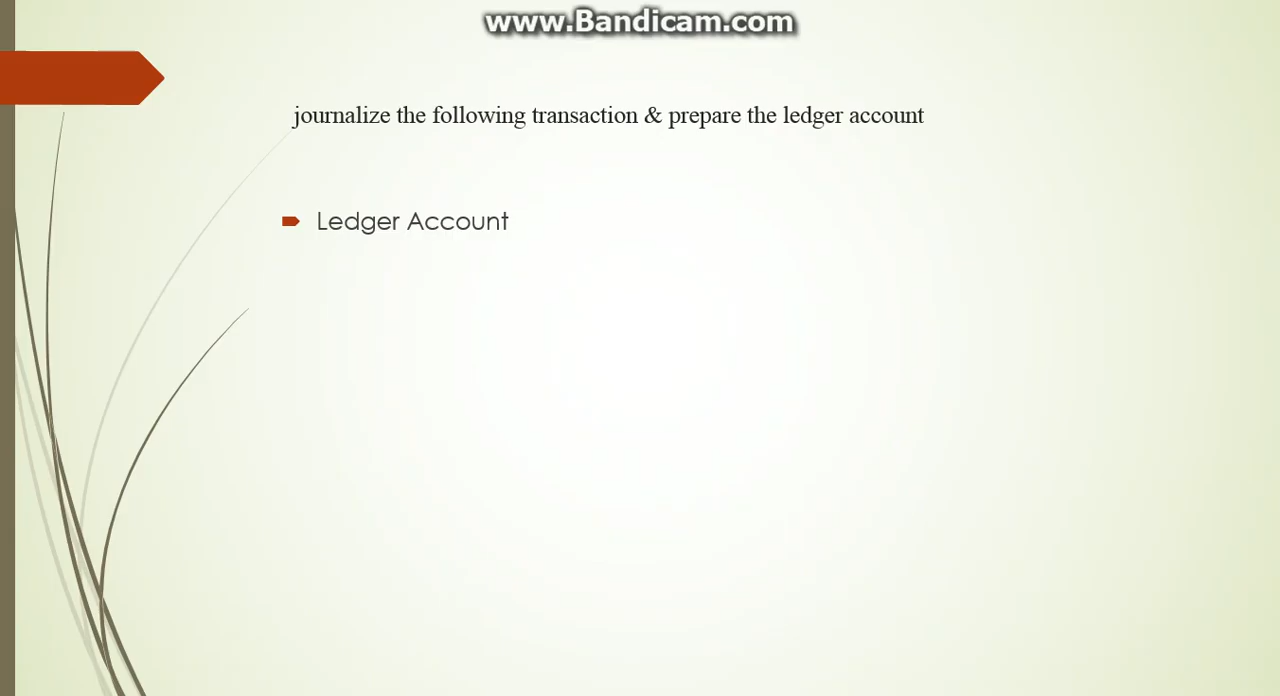 www.Bandicam.com
journalize the following transaction & prepare the ledger account
Ledger Account